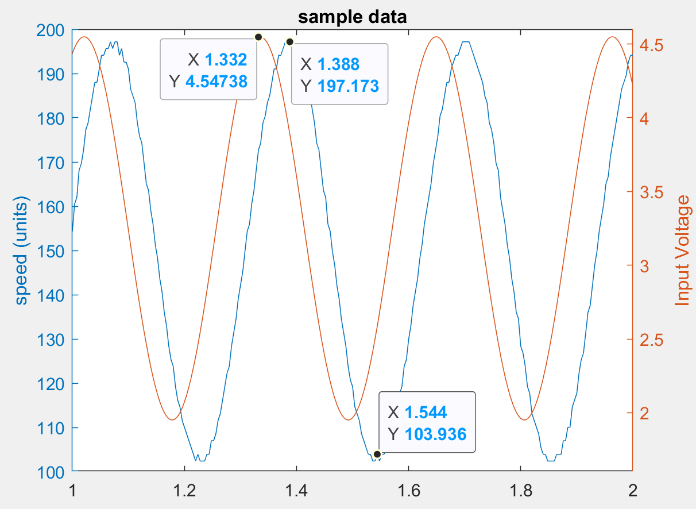 sample data
200
190
180
170
160
150
140
130
120
110
100
speed (units)
X 1.332
Y 4.54738
X 1.388
Y 197.173
X 1.544
Y 103.936
4.5
4
3.5
3
2.5
2
Input Voltage
1
1.2
1.4
1.6
1.8
2